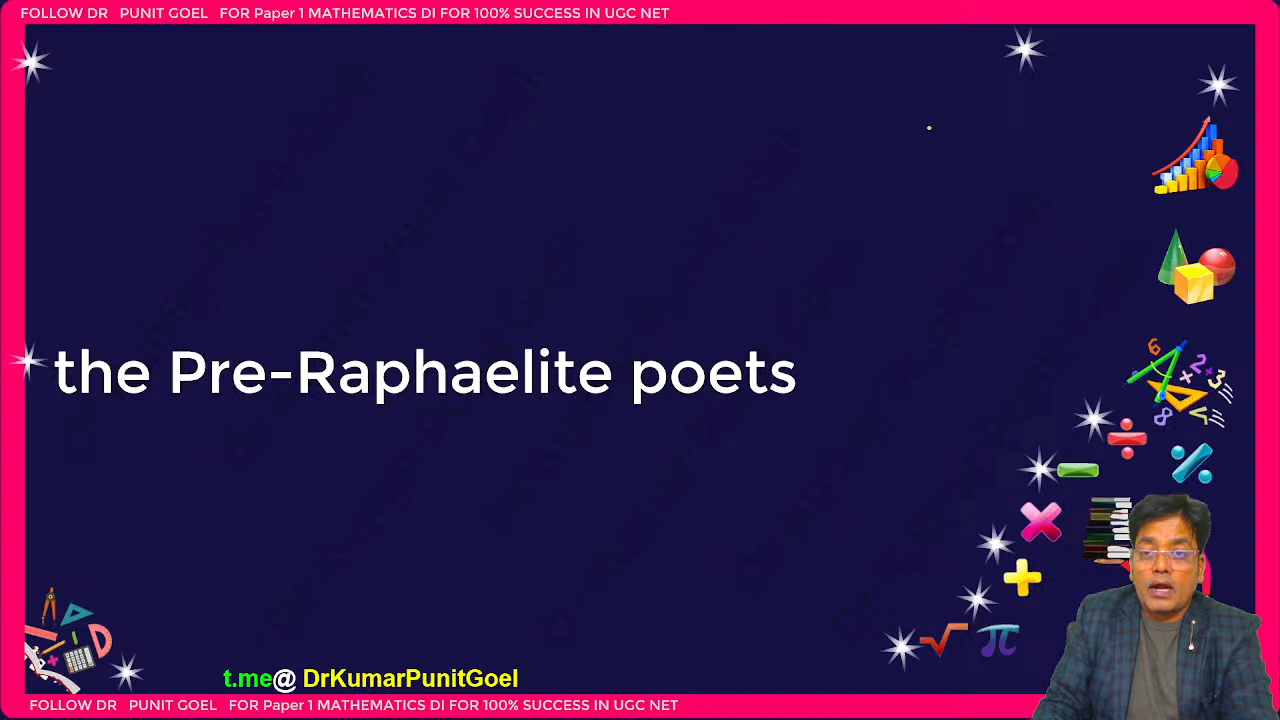 FOLLOW DR PUNIT GOEL FOR Paper 1 MATHEMATICS DI FOR 100% SUCCESS IN UGC NET
the Pre-Raphaelite poets
t.me@ DrKumarPunitGoel
FOLLOW DR PUNIT GOEL FOR Paper 1 MATHEMATICS DI FOR 100% SUCCESS IN UGC NET